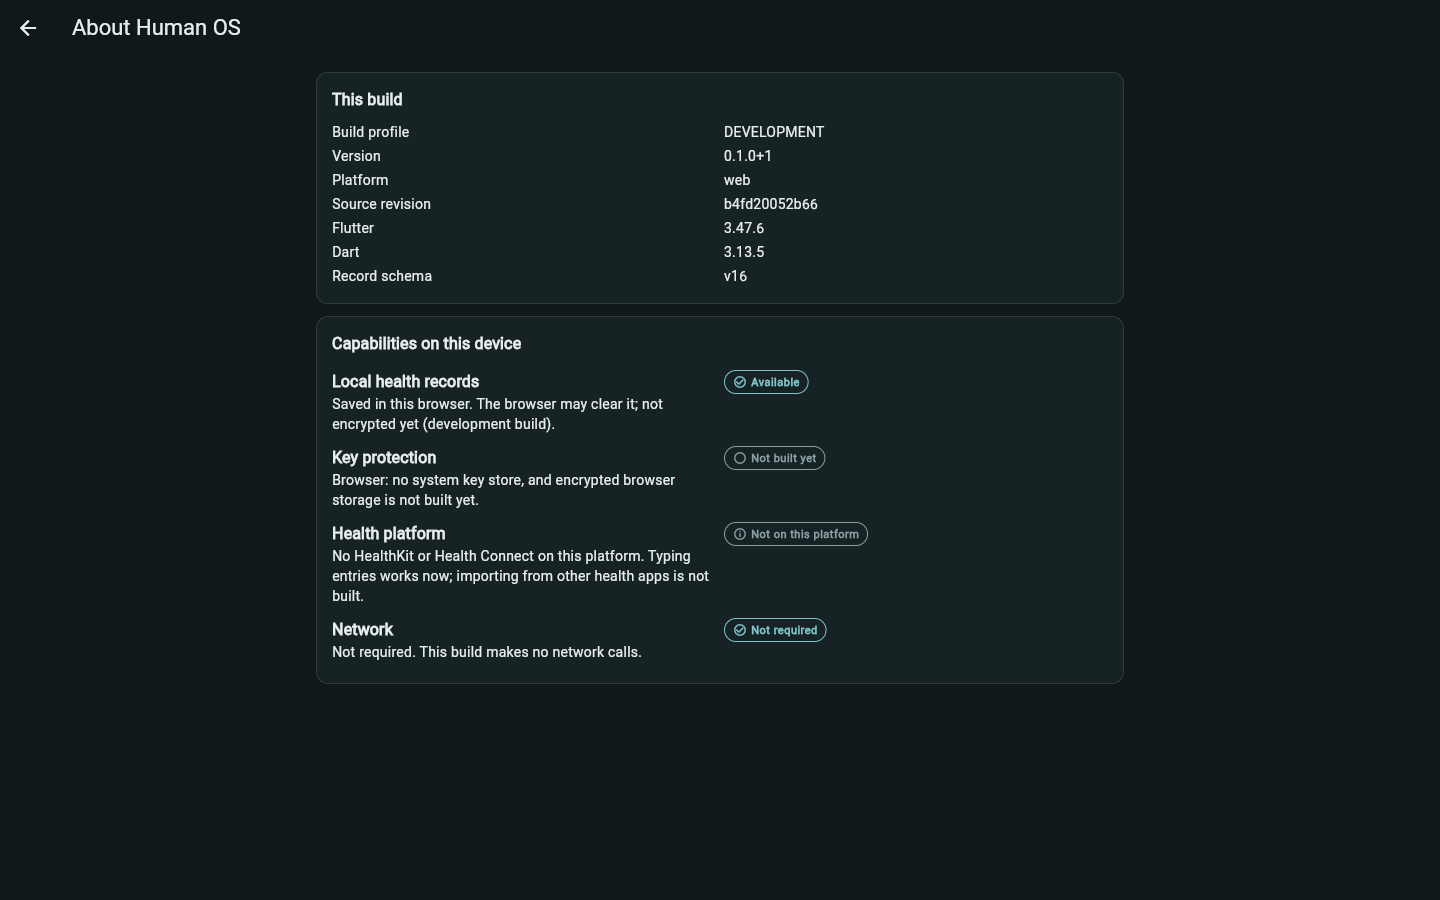 About Human OS
This build
Build profile DEVELOPMENT
Version 0.1.0+1
Platform web
Source revision b4fd20052b66
Flutter 3.47.6
Dart 3.13.5
Record schema v16
Capabilities on this device
Local health records Available
Saved in this browser. The browser may clear it; not
encrypted yet (development build).
Key protection Not built yet
Browser: no system key store, and encrypted browser
storage is not built yet.
Health platform Not on this platform
No HealthKit or Health Connect on this platform. Typing
entries works now; importing from other health apps is not
built.
Network Not required
Not required. This build makes no network calls.